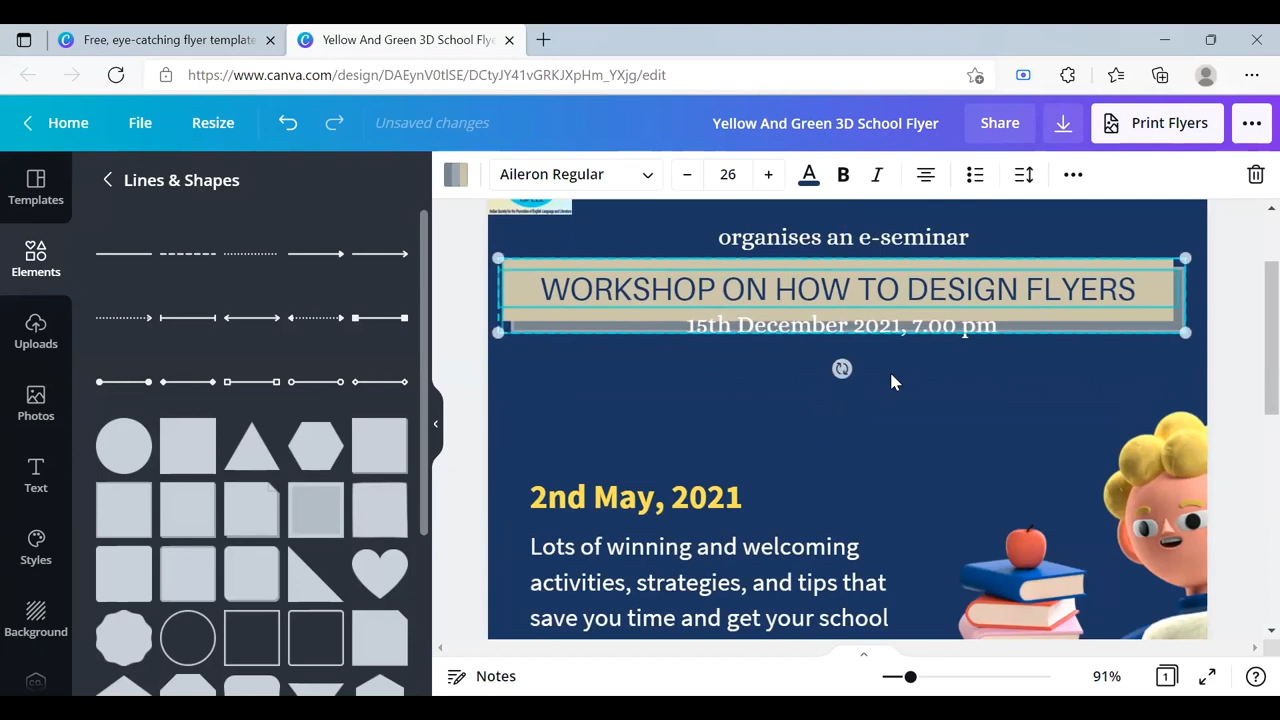 Free, eye-catching flyer template
Yellow And Green 3D School Flye
https://www.canva.com/design/DAEynV0tlSE/DCtyJY41vGRKJXpHm_YXjg/edit
Home
File
Resize
Unsaved changes
Yellow And Green 3D School Flyer
Share
Print Flyers
Templates
Elements
Uploads
Photos
Text
Styles
Background
Lines & Shapes
Aileron Regular
26
A
B
I
organises an e-seminar
WORKSHOP ON HOW TO DESIGN FLYERS
15th December 2021, 7.00 pm
2nd May, 2021
Lots of winning and welcoming
activities, strategies, and tips that
save you time and get your school
Notes
91%
1